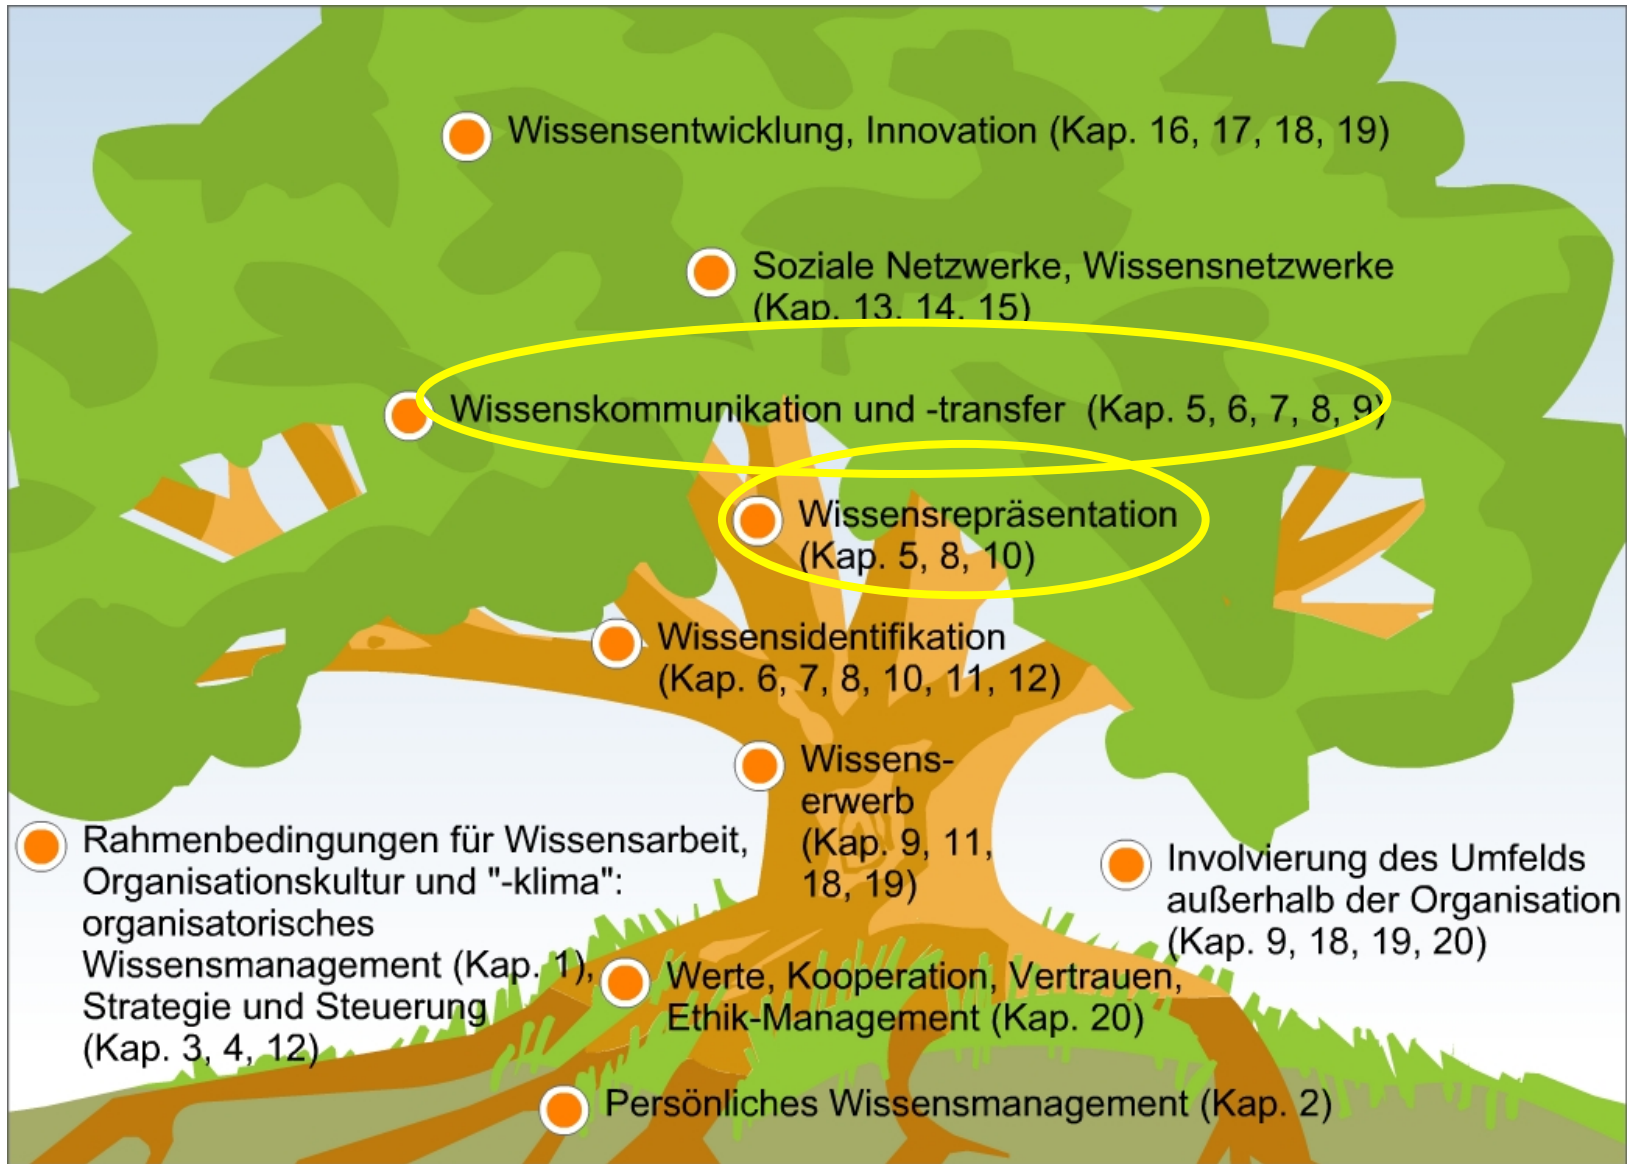 Wissensentwicklung, Innovation (Kap. 16, 17, 18, 19)
Soziale Netzwerke, Wissensnetzwerke
(Kap. 13, 14, 15)
Wissenskommunikation und -transfer (Kap. 5, 6, 7, 8, 9)
Wissensrepräsentation
(Kap. 5, 8, 10)
Wissensidentifikation
(Kap. 6, 7, 8, 10, 11, 12)
Wissens-
erwerb
(Kap. 9, 11,
18, 19)
Rahmenbedingungen für Wissensarbeit,
Organisationskultur und "-klima":
organisatorisches
Wissensmanagement (Kap. 1),
Strategie und Steuerung
(Kap. 3, 4, 12)
Involvierung des Umfelds
außerhalb der Organisation
(Kap. 9, 18, 19, 20)
Werte, Kooperation, Vertrauen,
Ethik-Management (Kap. 20)
Persönliches Wissensmanagement (Kap. 2)